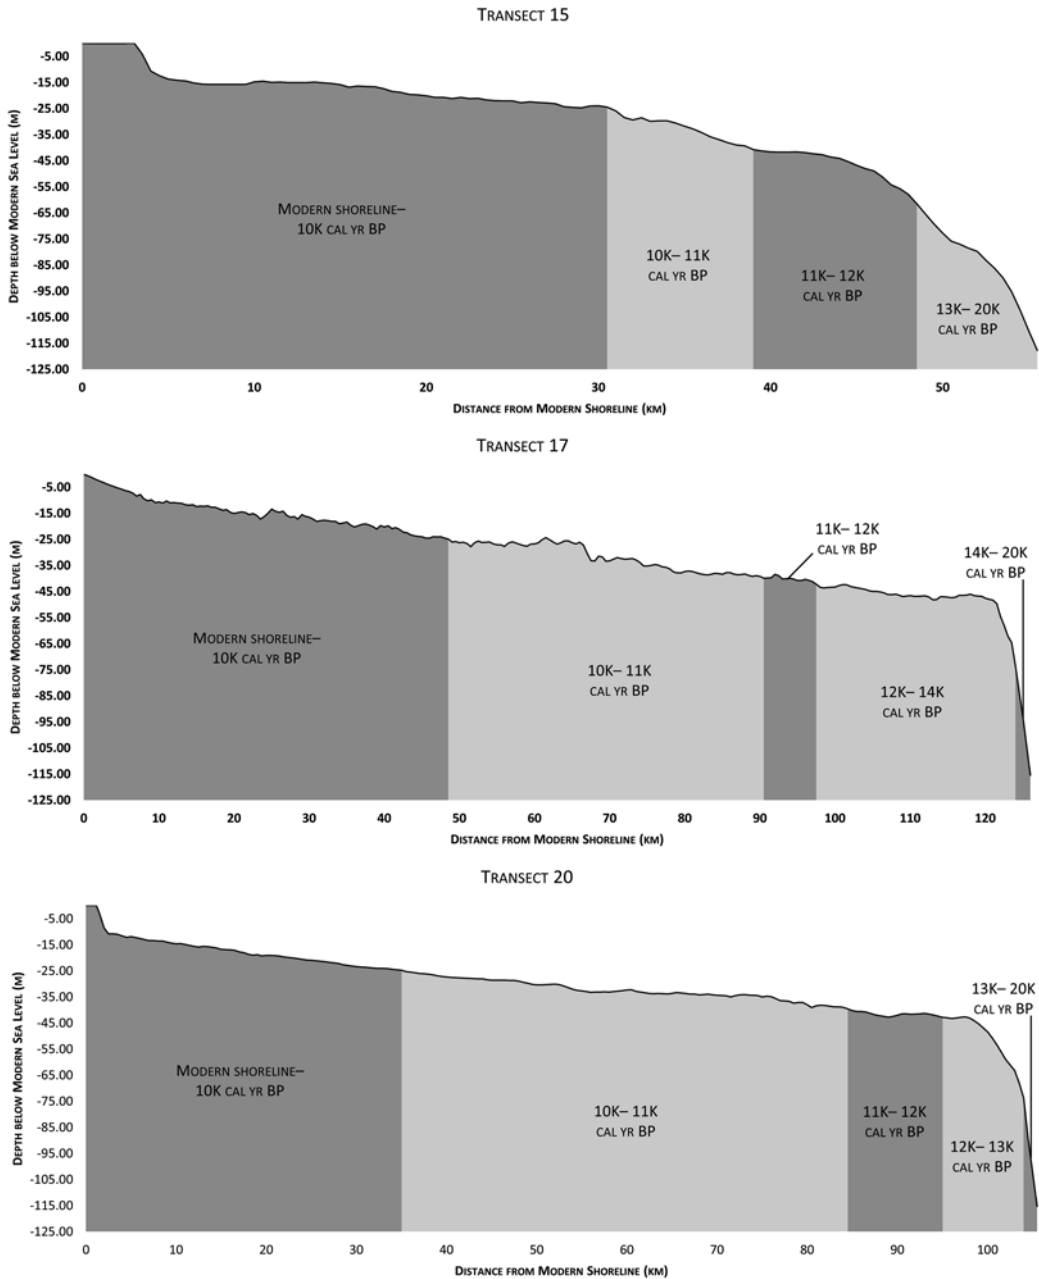 Transect 15
-5.00
-15.00
-25.00
-35.00
-45.00
-55.00
-65.00
-75.00
-85.00
-95.00
-105.00
-115.00
-125.00
Depth below Modern Sea Level (m)
Modern shoreline–
10K cal yr BP
10K– 11K
cal yr BP
11K– 12K
cal yr BP
13K– 20K
cal yr BP
0 10 20 30 40 50
Distance from Modern Shoreline (km)
Transect 17
-5.00
-15.00
-25.00
-35.00
-45.00
-55.00
-65.00
-75.00
-85.00
-95.00
-105.00
-115.00
-125.00
Depth below Modern Sea Level (m)
Modern shoreline–
10K cal yr BP
10K– 11K
cal yr BP
11K– 12K
cal yr BP
12K– 14K
cal yr BP
14K– 20K
cal yr BP
0 10 20 30 40 50 60 70 80 90 100 110 120
Distance from Modern Shoreline (km)
Transect 20
-5.00
-15.00
-25.00
-35.00
-45.00
-55.00
-65.00
-75.00
-85.00
-95.00
-105.00
-115.00
-125.00
Depth below Modern Sea Level (m)
Modern shoreline–
10K cal yr BP
10K– 11K
cal yr BP
11K– 12K
cal yr BP
12K– 13K
cal yr BP
13K– 20K
cal yr BP
0 10 20 30 40 50 60 70 80 90 100
Distance from Modern Shoreline (km)